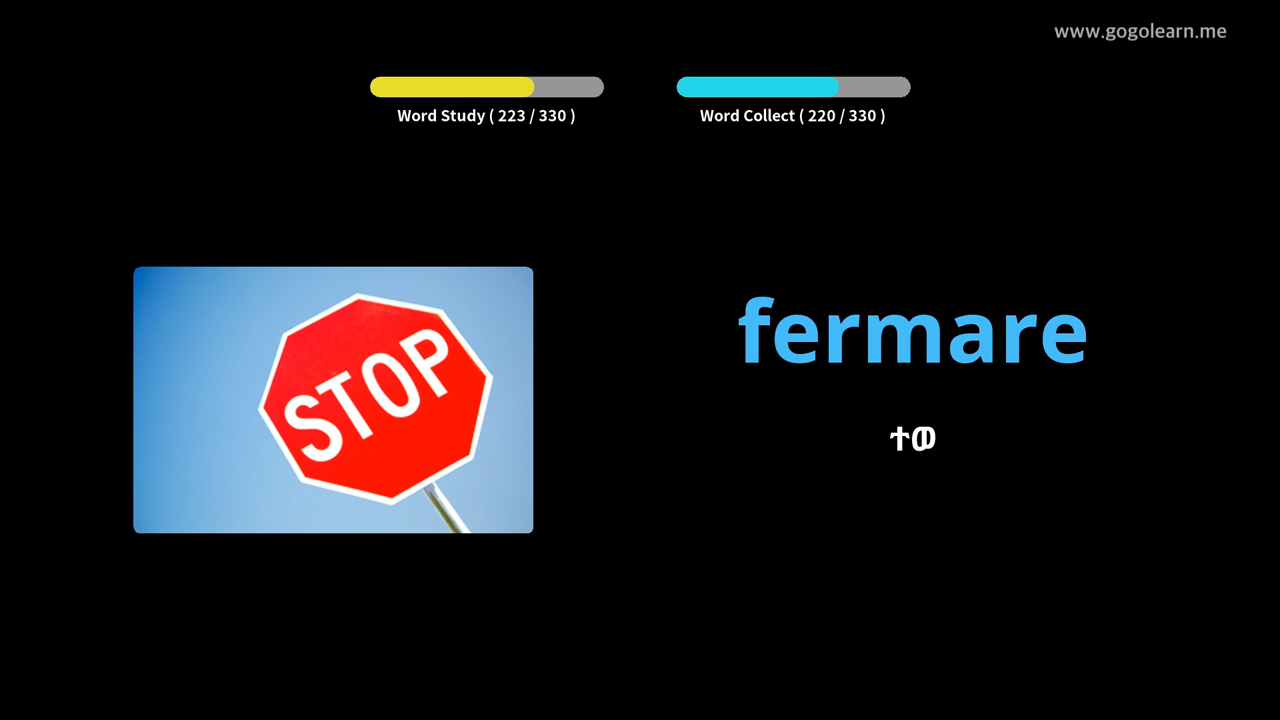 www.gogolearn.me
Word Study ( 223 / 330 )
Word Collect ( 220 / 330 )
STOP
fermare
ተወ